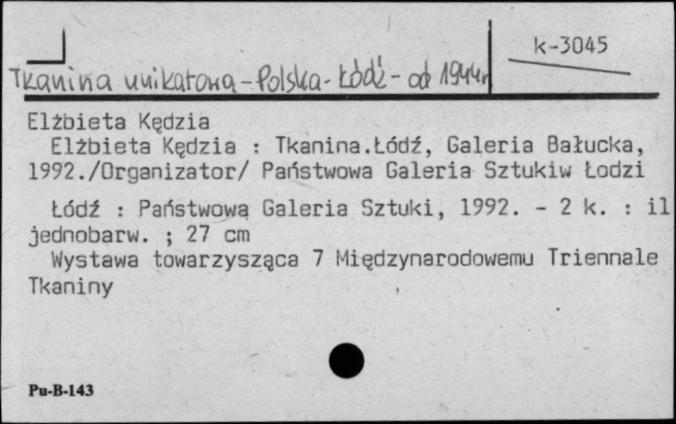 k-3045
Tkanina unikatowa - Polska - Łódź - od 1944r
Elżbieta Kędzia
Elżbieta Kędzia : Tkanina.Łódź, Galeria Bałucka,
1992./Organizator/ Państwowa Galeria Sztukiw Łodzi
Łódź : Państwową Galeria Sztuki, 1992. - 2 k. : il
jednobarw. ; 27 cm
Wystawa towarzysząca 7 Międzynarodowemu Triennale
Tkaniny
Pu-B-143